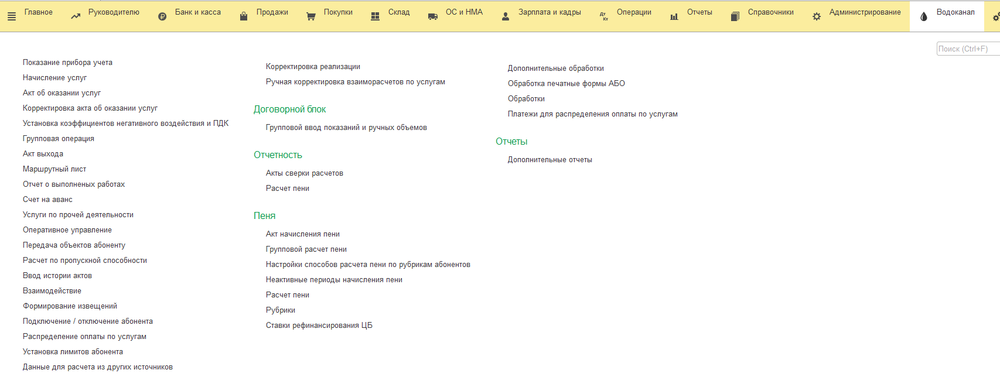 Главное Руководителю Банк и касса Продажи Покупки Склад ОС и НМА Зарплата и кадры Дт Кт Операции Отчеты Справочники Администрирование Водоканал
Поиск (Ctrl+F)
Показание прибора учета
Начисление услуг
Акт об оказании услуг
Корректировка акта об оказании услуг
Установка коэффициентов негативного воздействия и ПДК
Групповая операция
Акт выхода
Маршрутный лист
Отчет о выполненых работах
Счет на аванс
Услуги по прочей деятельности
Оперативное управление
Передача объектов абоненту
Расчет по пропускной способности
Ввод истории актов
Взаимодействие
Формирование извещений
Подключение / отключение абонента
Распределение оплаты по услугам
Установка лимитов абонента
Данные для расчета из других источников
Корректировка реализации
Ручная корректировка взаиморасчетов по услугам
Договорной блок
Групповой ввод показаний и ручных объемов
Отчетность
Акты сверки расчетов
Расчет пени
Пеня
Акт начисления пени
Групповой расчет пени
Настройки способов расчета пени по рубрикам абонентов
Неактивные периоды начисления пени
Расчет пени
Рубрики
Ставки рефинансирования ЦБ
Дополнительные обработки
Обработка печатные формы АБО
Обработки
Платежи для распределения оплаты по услугам
Отчеты
Дополнительные отчеты